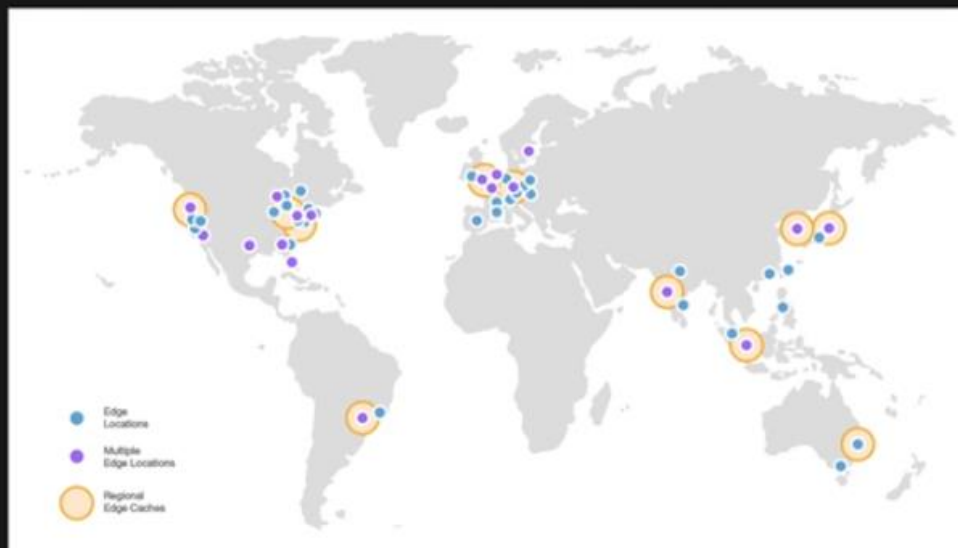 Edge
Locations
Multiple
Edge Locations
Regional
Edge Caches